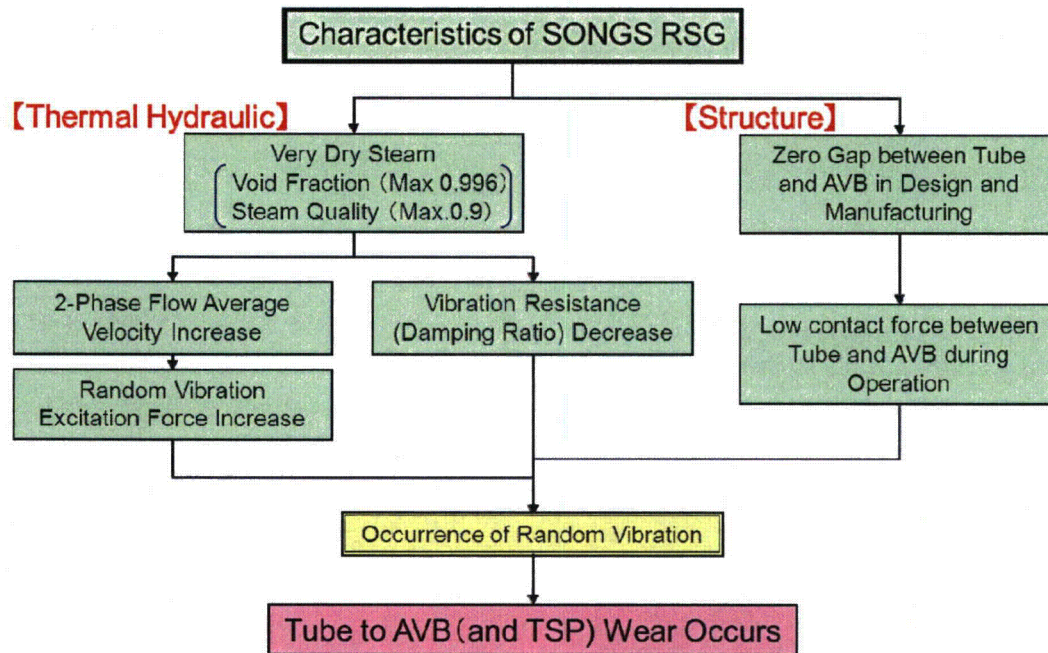 Characteristics of SONGS RSG
【Thermal Hydraulic】
【Structure】
Very Dry Steam
Void Fraction (Max 0.996)
Steam Quality (Max.0.9)
Zero Gap between Tube
and AVB in Design and
Manufacturing
2-Phase Flow Average
Velocity Increase
Vibration Resistance
(Damping Ratio) Decrease
Low contact force between
Tube and AVB during
Operation
Random Vibration
Excitation Force Increase
Occurrence of Random Vibration
Tube to AVB (and TSP) Wear Occurs